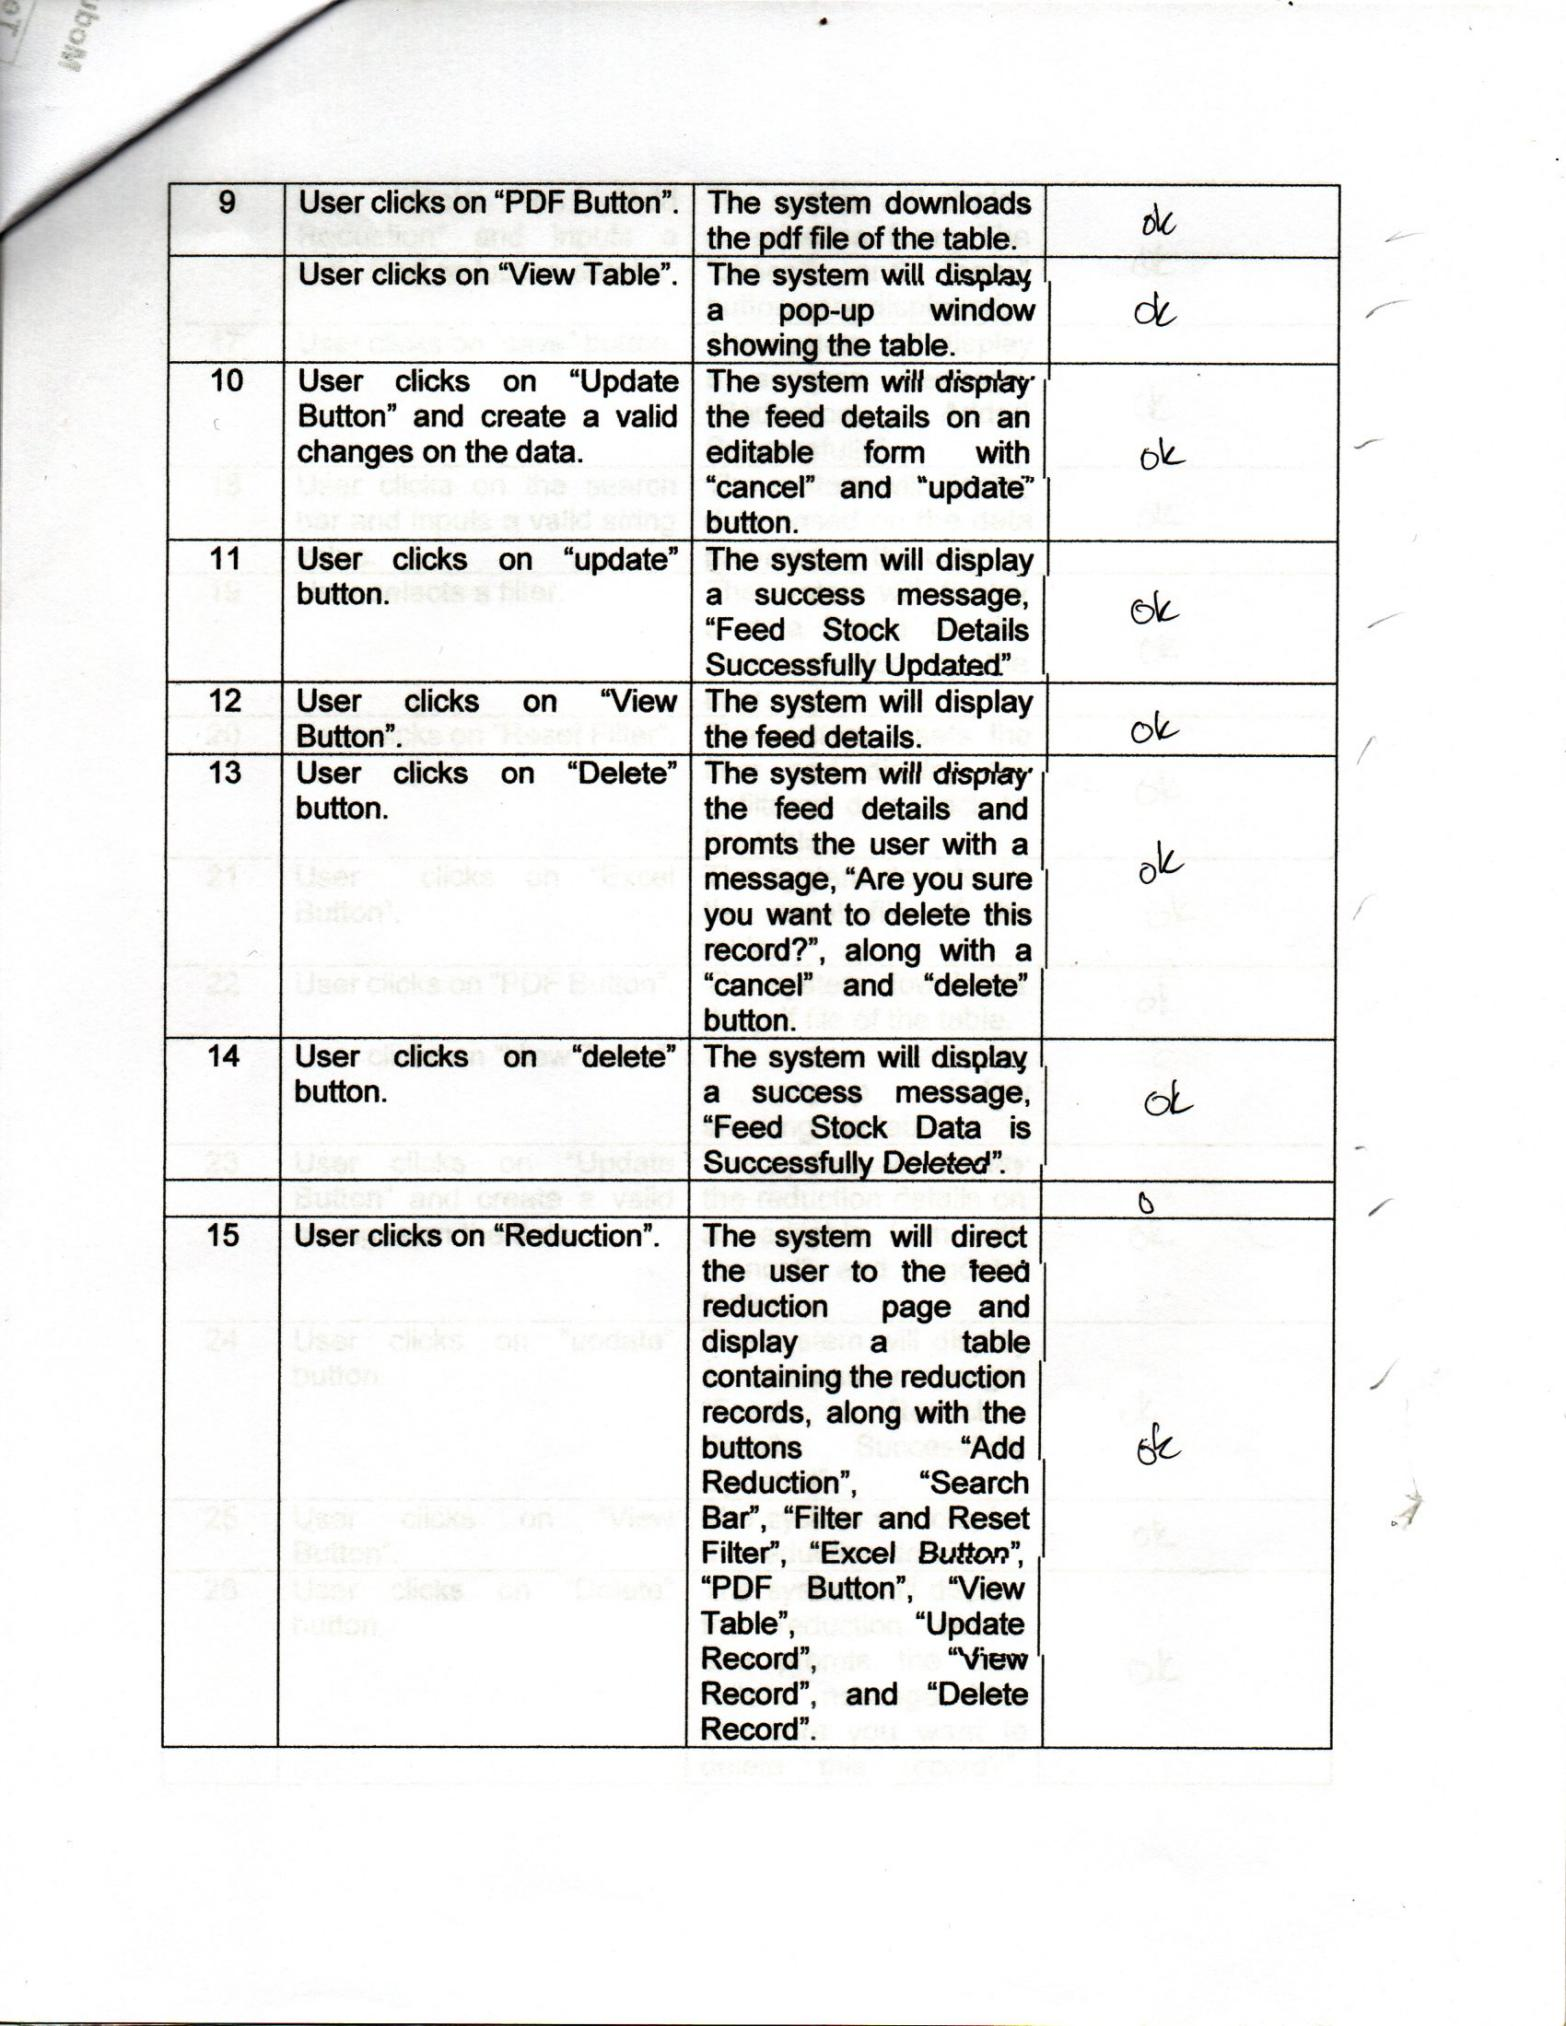 9 User clicks on “PDF Button”. The system downloads ok
the pdf file of the table.
User clicks on “View Table”. The system will display
a pop-up window ok
showing the table.
10 User clicks on “Update The system will display
Button” and create a valid the feed details on an
changes on the data. editable form with ok
“cancel” and “update”
button.
11 User clicks on “update” The system will display
button. a success message, ok
“Feed Stock Details
Successfully Updated”
12 User clicks on “View The system will display
Button”. the feed details. ok
13 User clicks on “Delete” The system will display
button. the feed details and
promts the user with a
message, “Are you sure ok
you want to delete this
record?”, along with a
“cancel” and “delete”
button.
14 User clicks on “delete” The system will display
button. a success message, ok
“Feed Stock Data is
Successfully Deleted”.
15 User clicks on “Reduction”. The system will direct
the user to the feed
reduction page and
display a table
containing the reduction
records, along with the
buttons “Add ok
Reduction”, “Search
Bar”, “Filter and Reset
Filter”, “Excel Button”,
“PDF Button”, “View
Table”, “Update
Record”, “View
Record”, and “Delete
Record”.